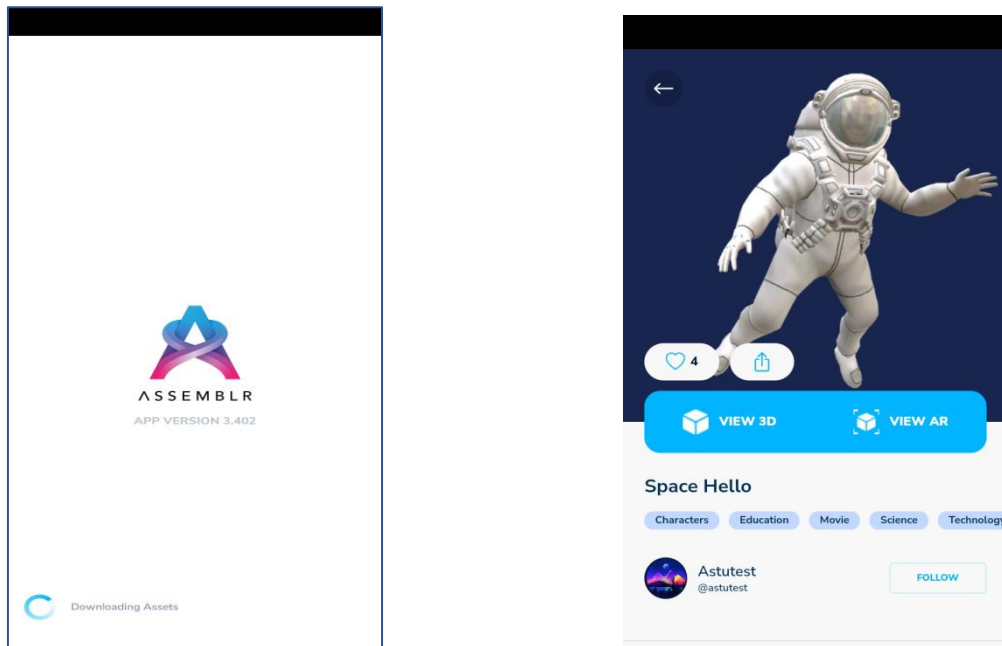 ASSEMBLR
APP VERSION 3.402
Downloading Assets
4
VIEW 3D
VIEW AR
Space Hello
Characters Education Movie Science Technology
Astutest
@astutest
FOLLOW